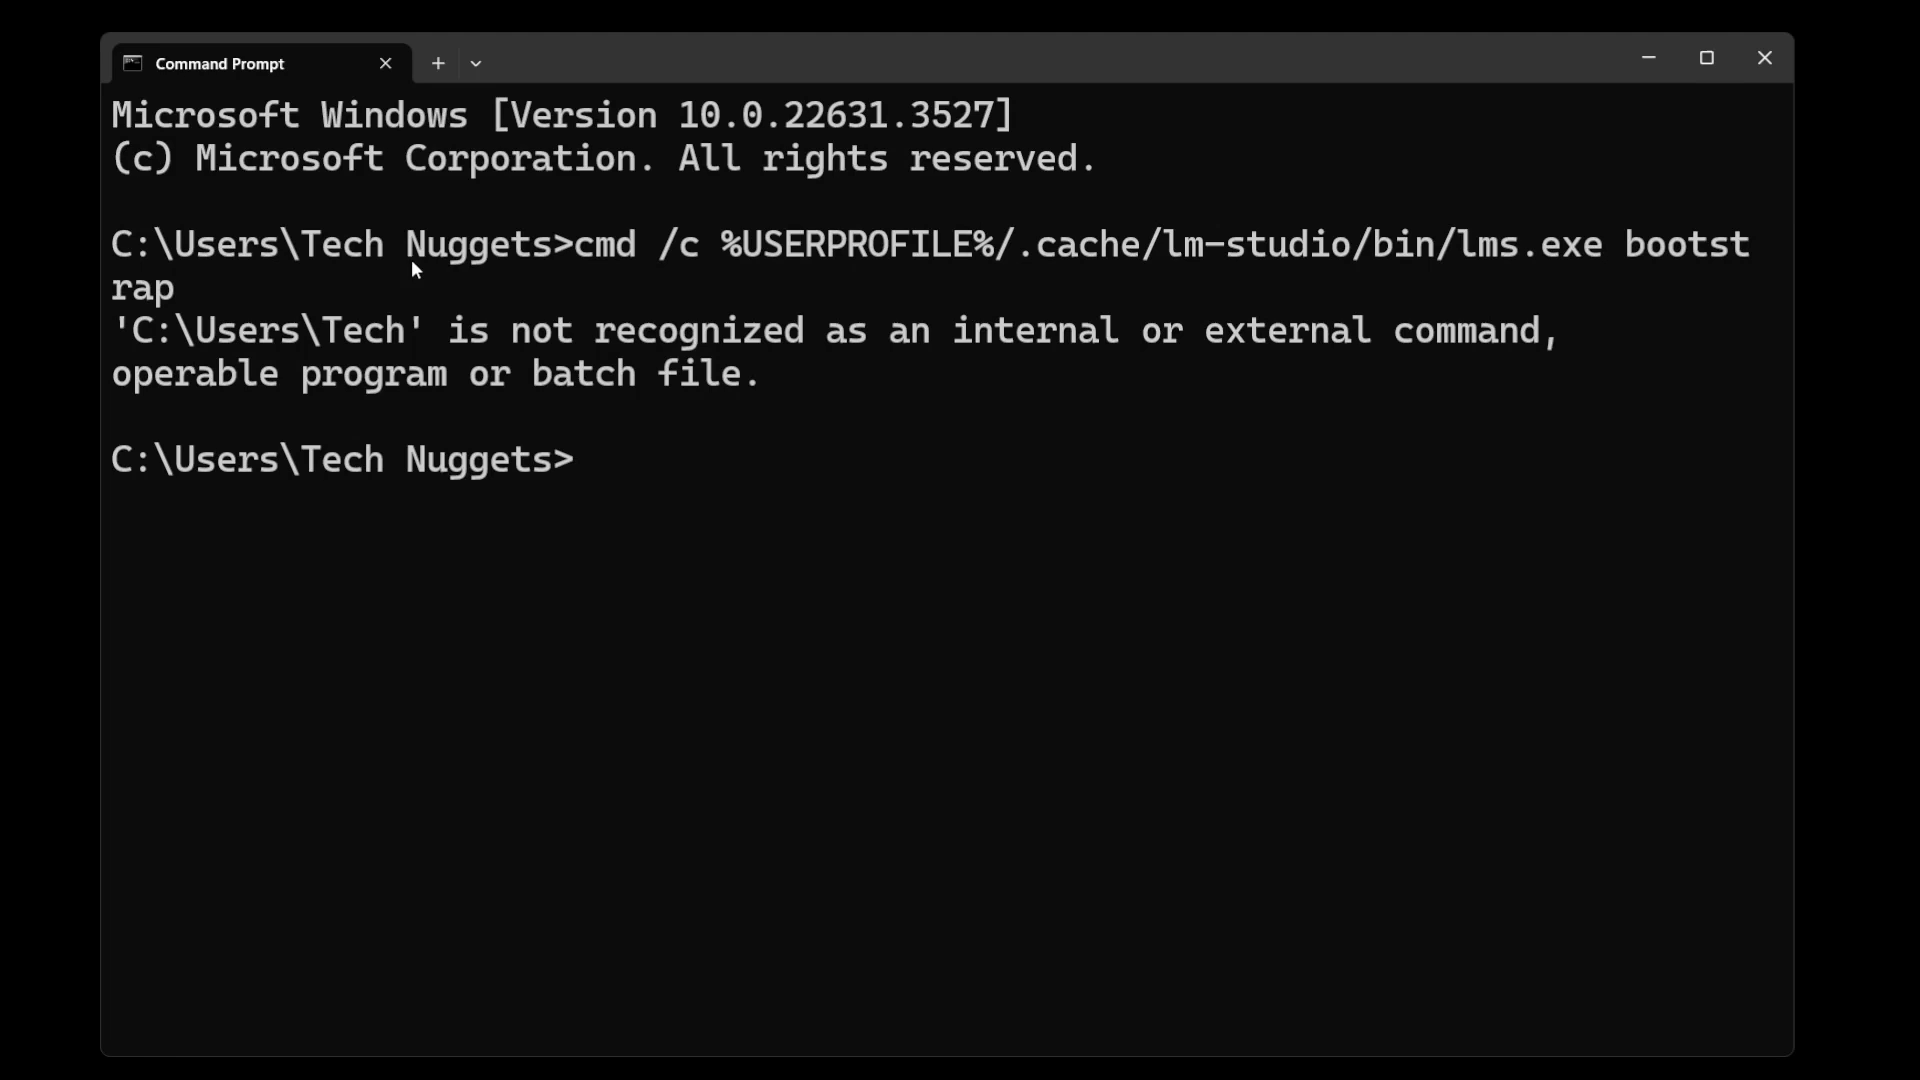 Command Prompt
Microsoft Windows [Version 10.0.22631.3527]
(c) Microsoft Corporation. All rights reserved.
C:\Users\Tech Nuggets>cmd /c %USERPROFILE%/.cache/lm-studio/bin/lms.exe bootst
rap
'C:\Users\Tech' is not recognized as an internal or external command,
operable program or batch file.
C:\Users\Tech Nuggets>